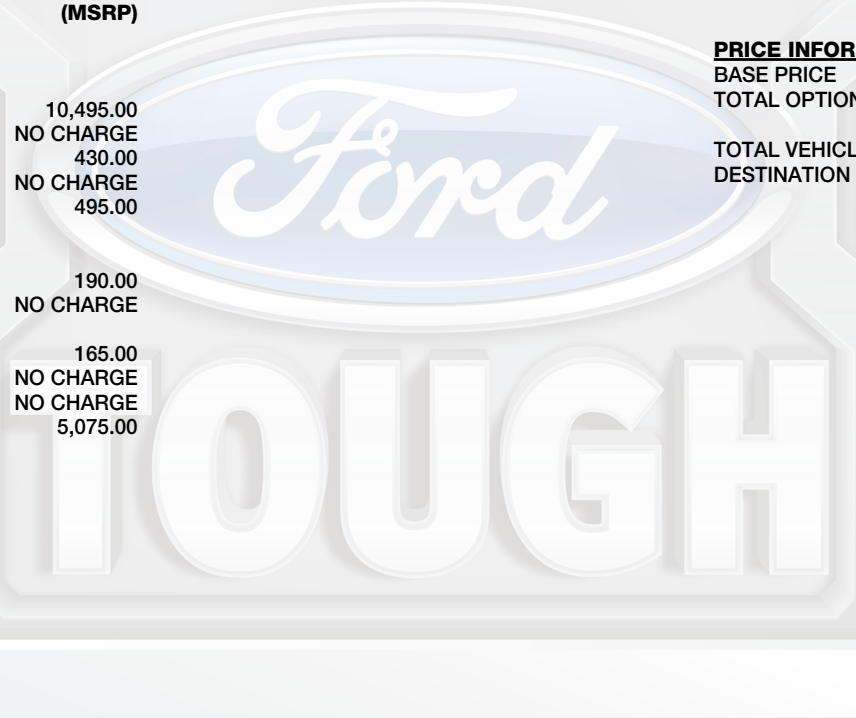 (MSRP)
10,495.00
NO CHARGE
430.00
NO CHARGE
495.00
190.00
NO CHARGE
165.00
NO CHARGE
NO CHARGE
5,075.00
PRICE INFOR
BASE PRICE
TOTAL OPTION
TOTAL VEHICL
DESTINATION
Ford
TOUGH